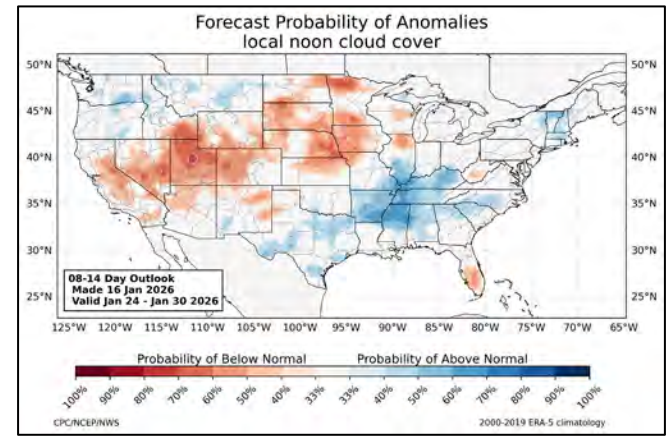 Forecast Probability of Anomalies
local noon cloud cover
50°N 50°N
45°N 45°N
40°N 40°N
35°N 35°N
30°N 30°N
25°N 25°N
08-14 Day Outlook
Made 16 Jan 2026
Valid Jan 24 - Jan 30 2026
125°W 120°W 115°W 110°W 105°W 100°W 95°W 90°W 85°W 80°W 75°W 70°W 65°W
Probability of Below Normal Probability of Above Normal
100% 90% 80% 70% 60% 50% 40% 33% 33% 40% 50% 60% 70% 80% 90% 100%
CPC/NCEP/NWS 2000-2019 ERA-5 climatology